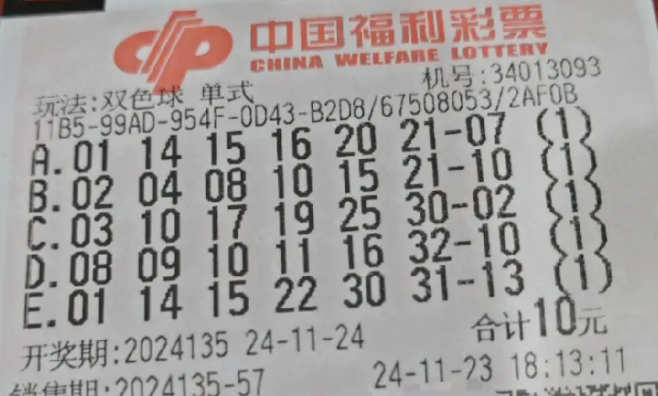 中国福利彩票
CHINA WELFARE LOTTERY
机号:34013093
玩法:双色球 单式
11B5-99AD-954F-0D43-B2D8/67508053/2AF0B
A.01 14 15 16 20 21-07 (1)
B.02 04 08 10 15 21-10 (1)
C.03 10 17 19 25 30-02 (1)
D.08 09 10 11 16 32-10 (1)
E.01 14 15 22 30 31-13 (1)
合计10元
开奖期:2024135 24-11-24
24-11-23 18:13:11
销售期:2024135-57